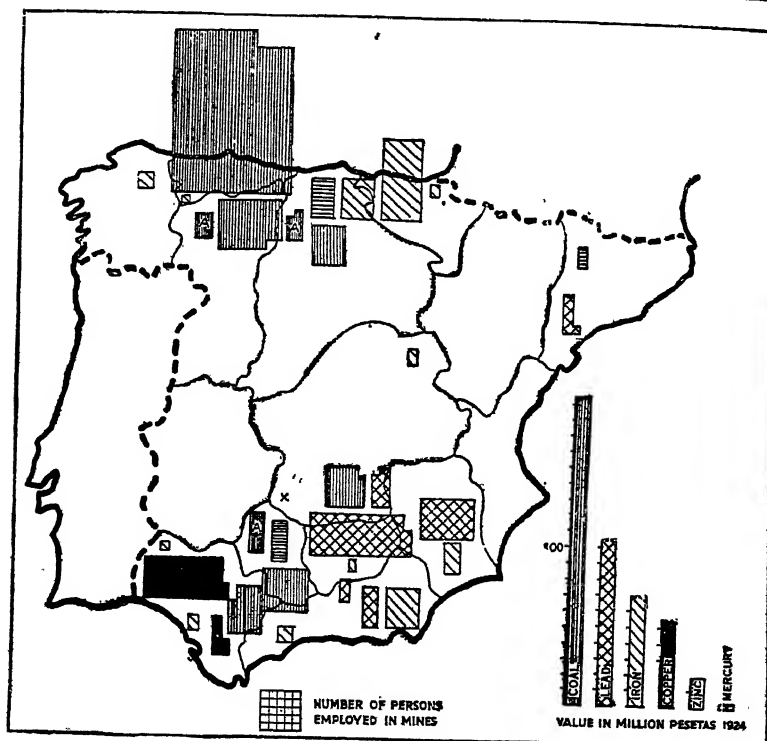 A
A
A
100
COAL
LEAD
IRON
COPPER
ZINC
MERCURY
NUMBER OF PERSONS
EMPLOYED IN MINES
VALUE IN MILLION PESETAS 1924